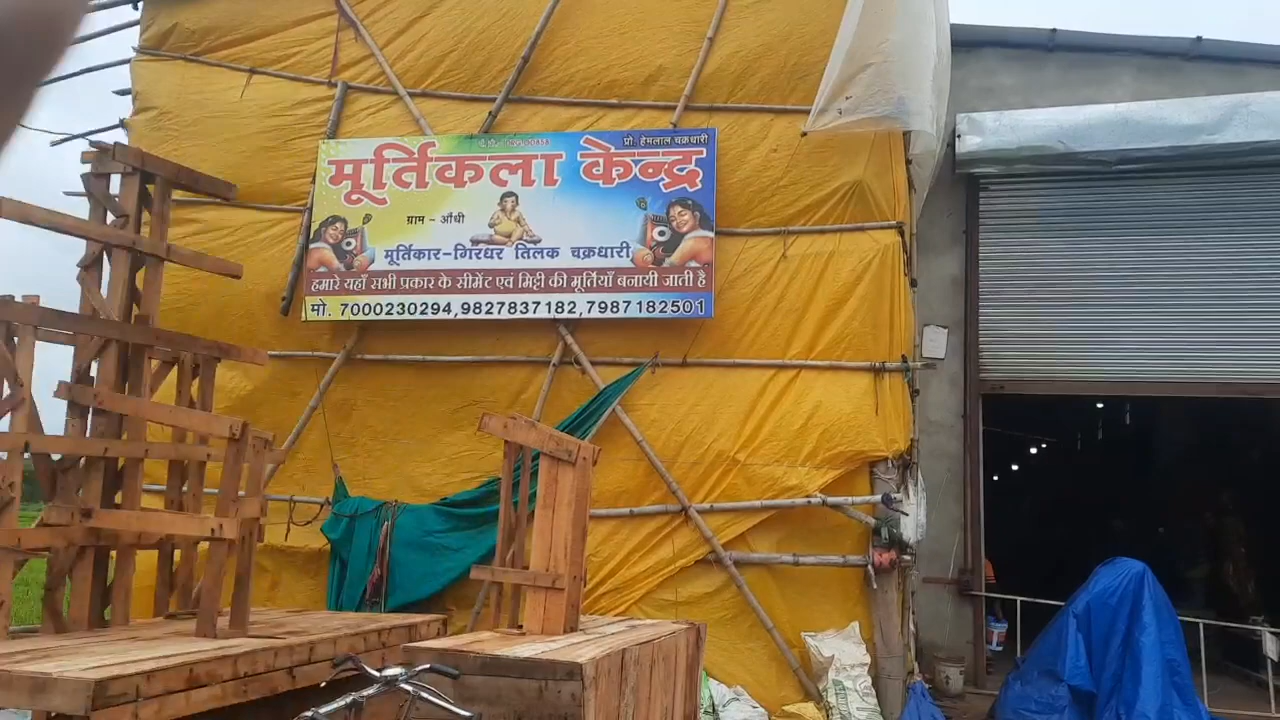 प्रो. हेमलाल चक्रधारी
मूर्तिकला केन्द्र
ग्राम - औंधी
मूर्तिकार-गिरधर तिलक चक्रधारी
हमारे यहाँ सभी प्रकार के सीमेंट एवं मिट्टी की मूर्तियाँ बनायी जाती है
मो. 7000230294,9827837182,7987182501